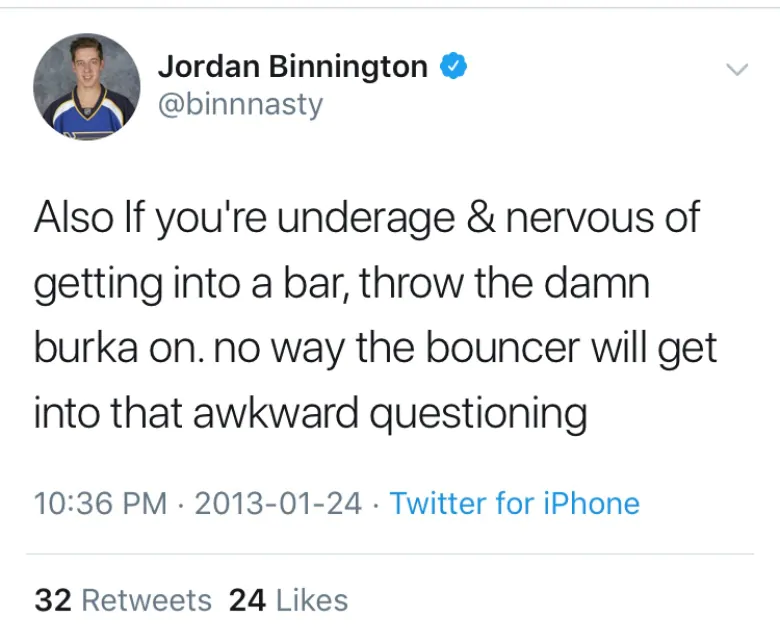 Jordan Binnington
@binnnasty
Also If you're underage & nervous of
getting into a bar, throw the damn
burka on. no way the bouncer will get
into that awkward questioning
10:36 PM · 2013-01-24 · Twitter for iPhone
32 Retweets 24 Likes